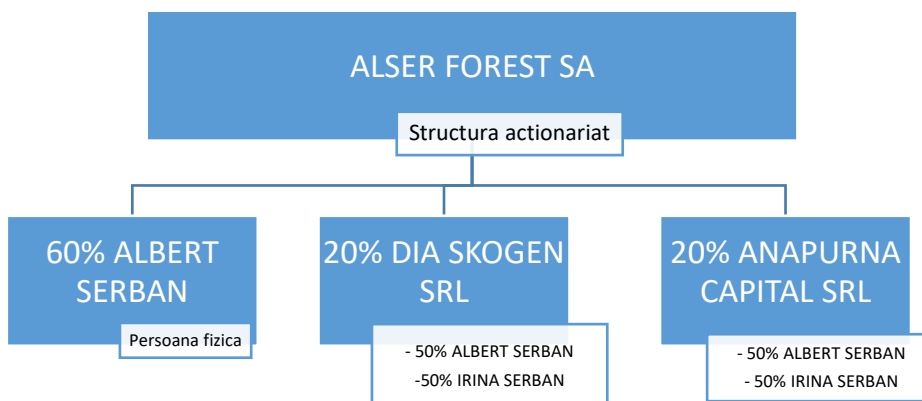 ALSER FOREST SA
Structura actionariat
60% ALBERT
SERBAN
Persoana fizica
20% DIA SKOGEN
SRL
- 50% ALBERT SERBAN
-50% IRINA SERBAN
20% ANAPURNA
CAPITAL SRL
- 50% ALBERT SERBAN
- 50% IRINA SERBAN